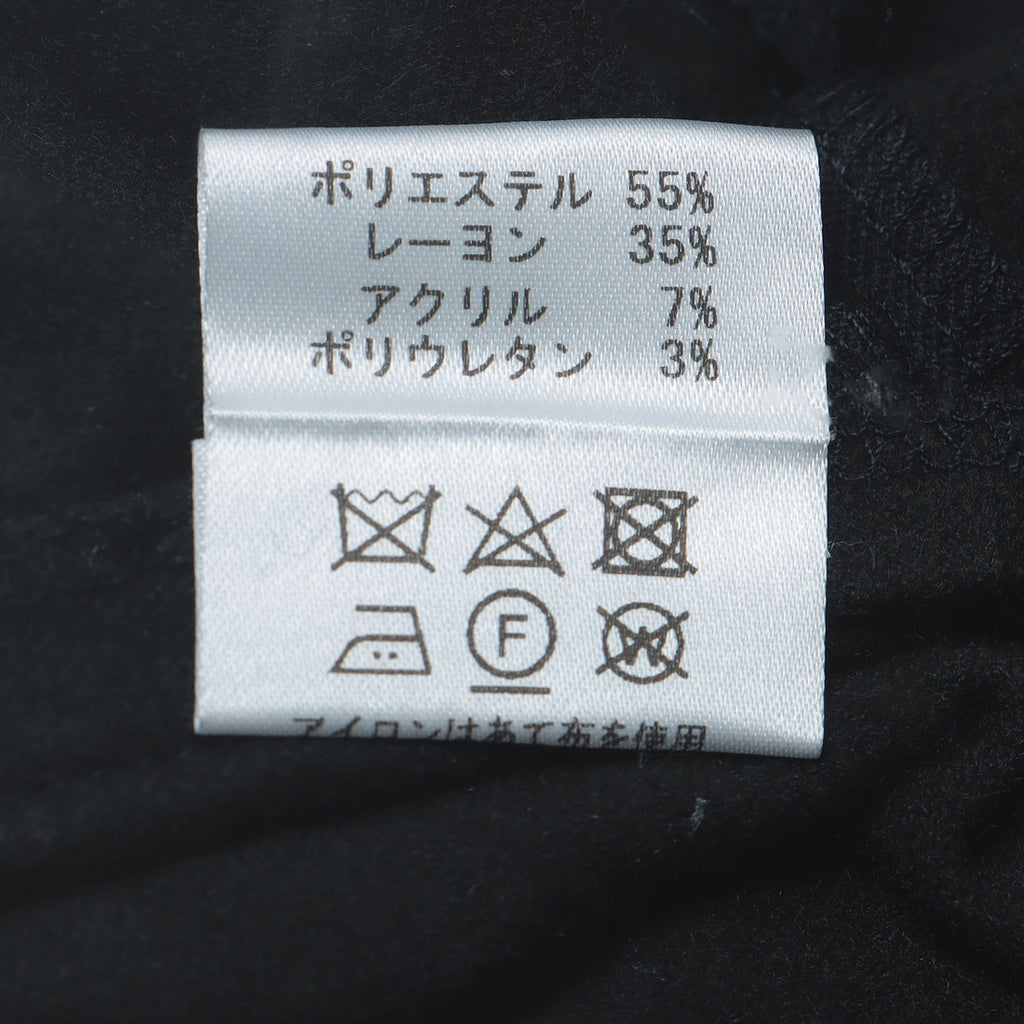 ポリエステル 55%
レーヨン 35%
アクリル 7%
ポリウレタン 3%
F
W
アイロンはあて布を使用